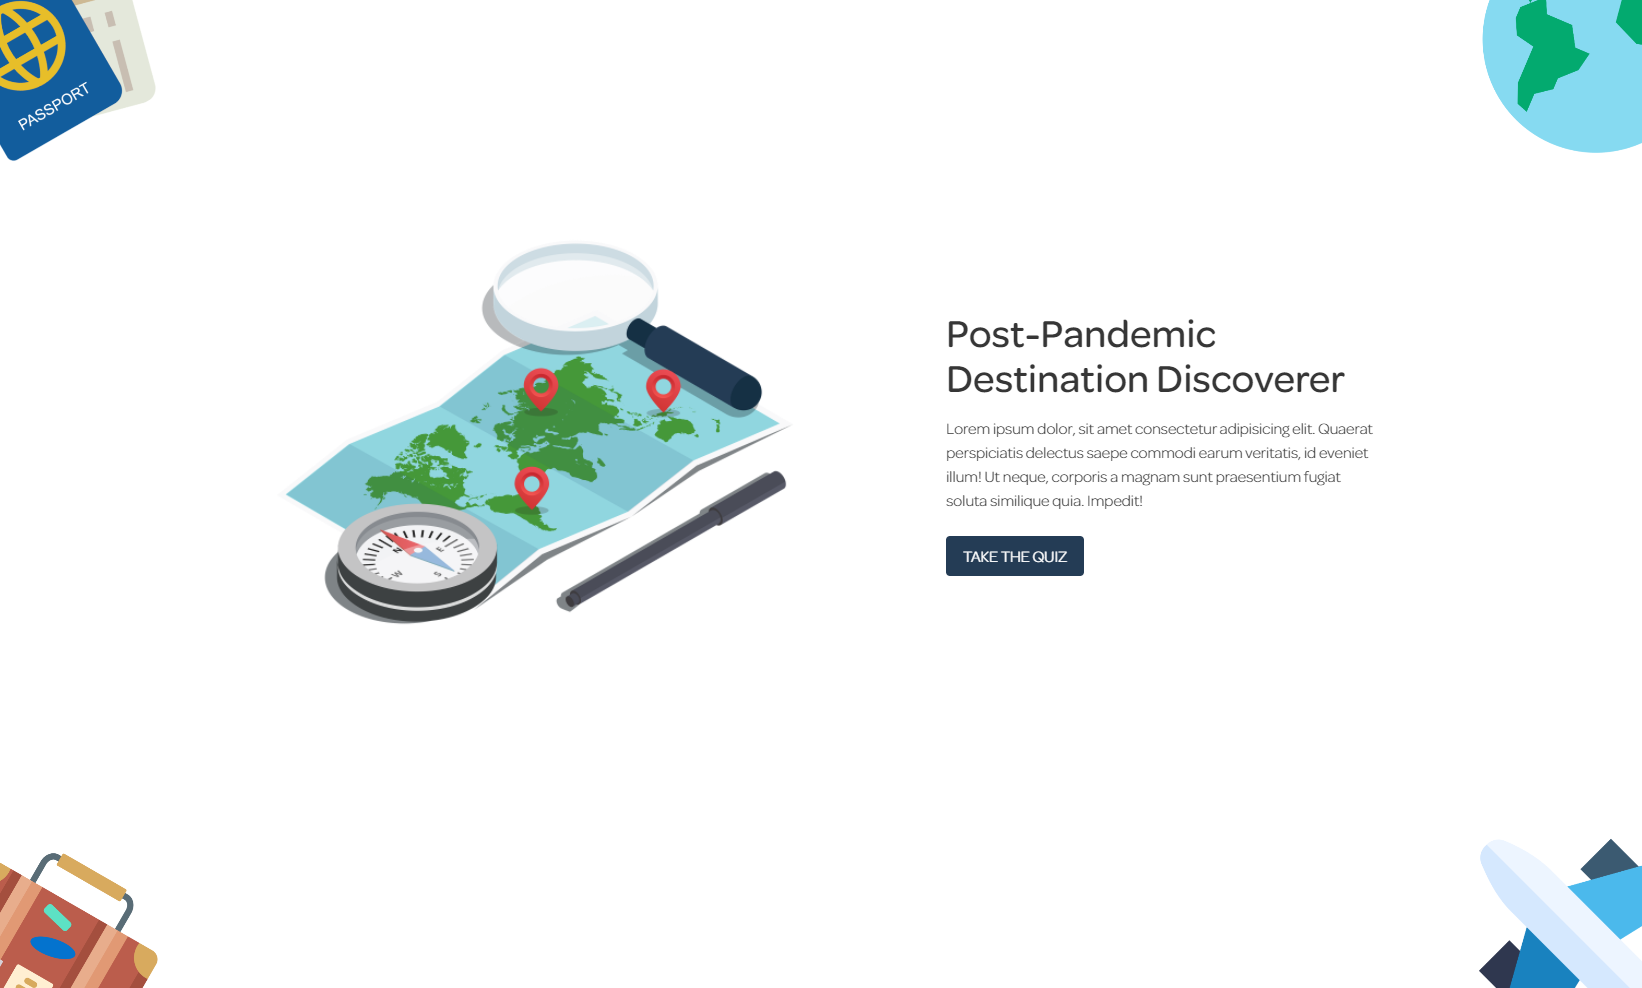 PASSPORT
Post-Pandemic
Destination Discoverer
Lorem ipsum dolor, sit amet consectetur adipisicing elit. Quaerat
perspiciatis delectus saepe commodi earum veritatis, id eveniet
illum! Ut neque, corporis a magnam sunt praesentium fugiat
soluta similique quia. Impedit!
TAKE THE QUIZ
N
E
W
S